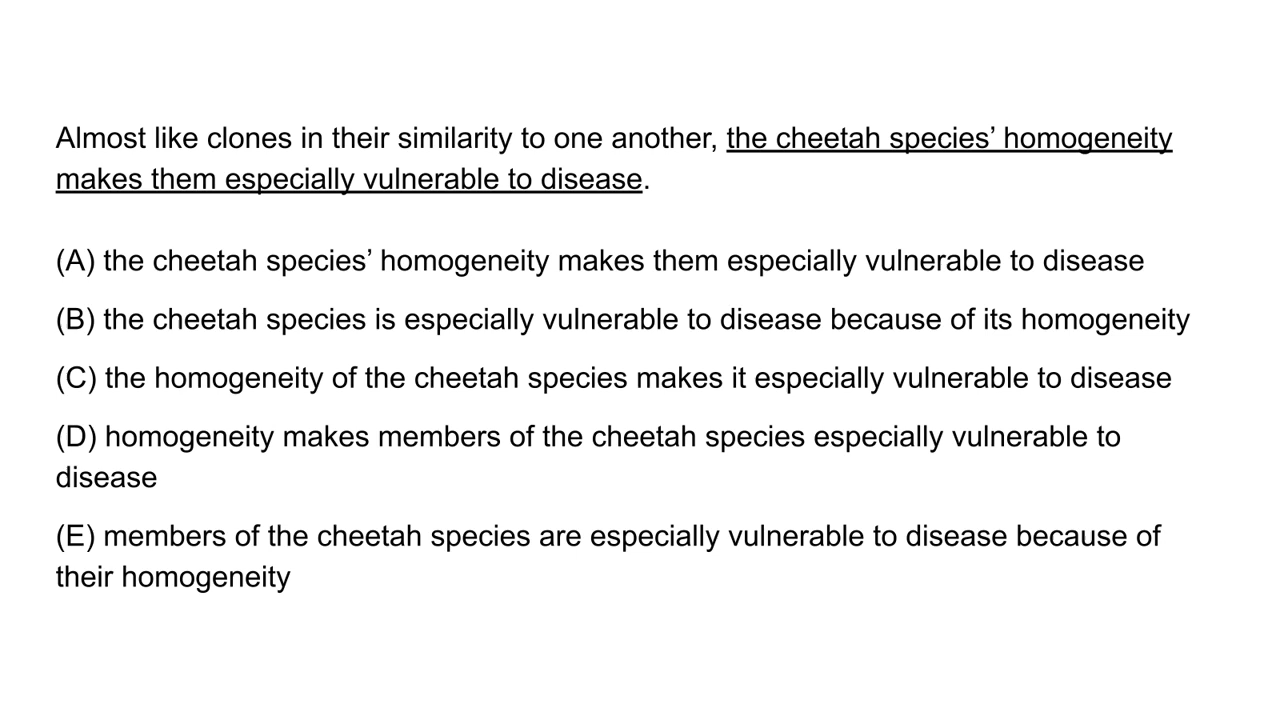 Almost like clones in their similarity to one another, the cheetah species’ homogeneity
makes them especially vulnerable to disease.
(A) the cheetah species’ homogeneity makes them especially vulnerable to disease
(B) the cheetah species is especially vulnerable to disease because of its homogeneity
(C) the homogeneity of the cheetah species makes it especially vulnerable to disease
(D) homogeneity makes members of the cheetah species especially vulnerable to
disease
(E) members of the cheetah species are especially vulnerable to disease because of
their homogeneity